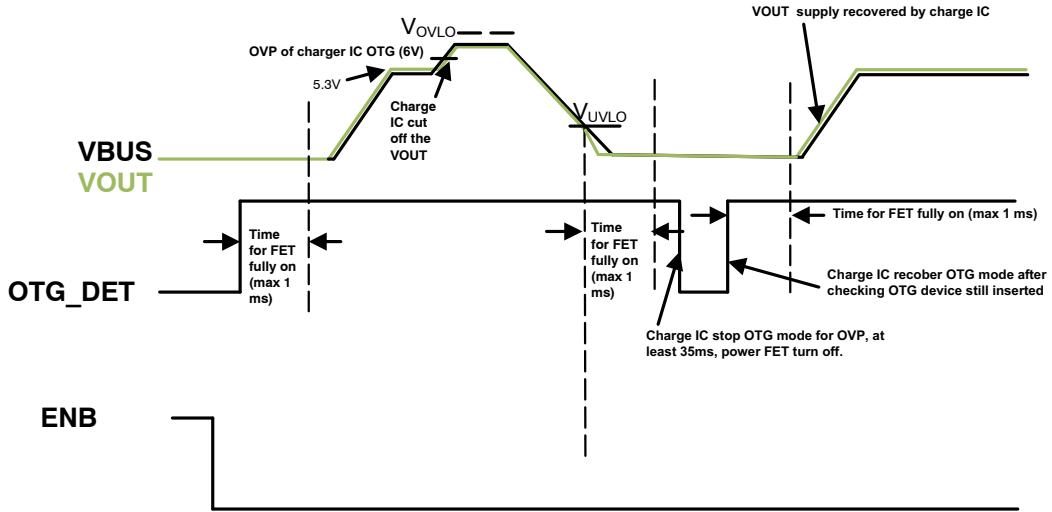 VOUT supply recovered by charge IC
VOVLO
OVP of charger IC OTG (6V)
5.3V
Charge
IC cut
off the
VOUT
VUVLO
VBUS
VOUT
Time
for FET
fully on
(max 1
ms)
Time
for FET
fully on
(max 1
ms)
Time for FET fully on (max 1 ms)
OTG_DET
Charge IC recober OTG mode after
checking OTG device still inserted
Charge IC stop OTG mode for OVP, at
least 35ms, power FET turn off.
ENB